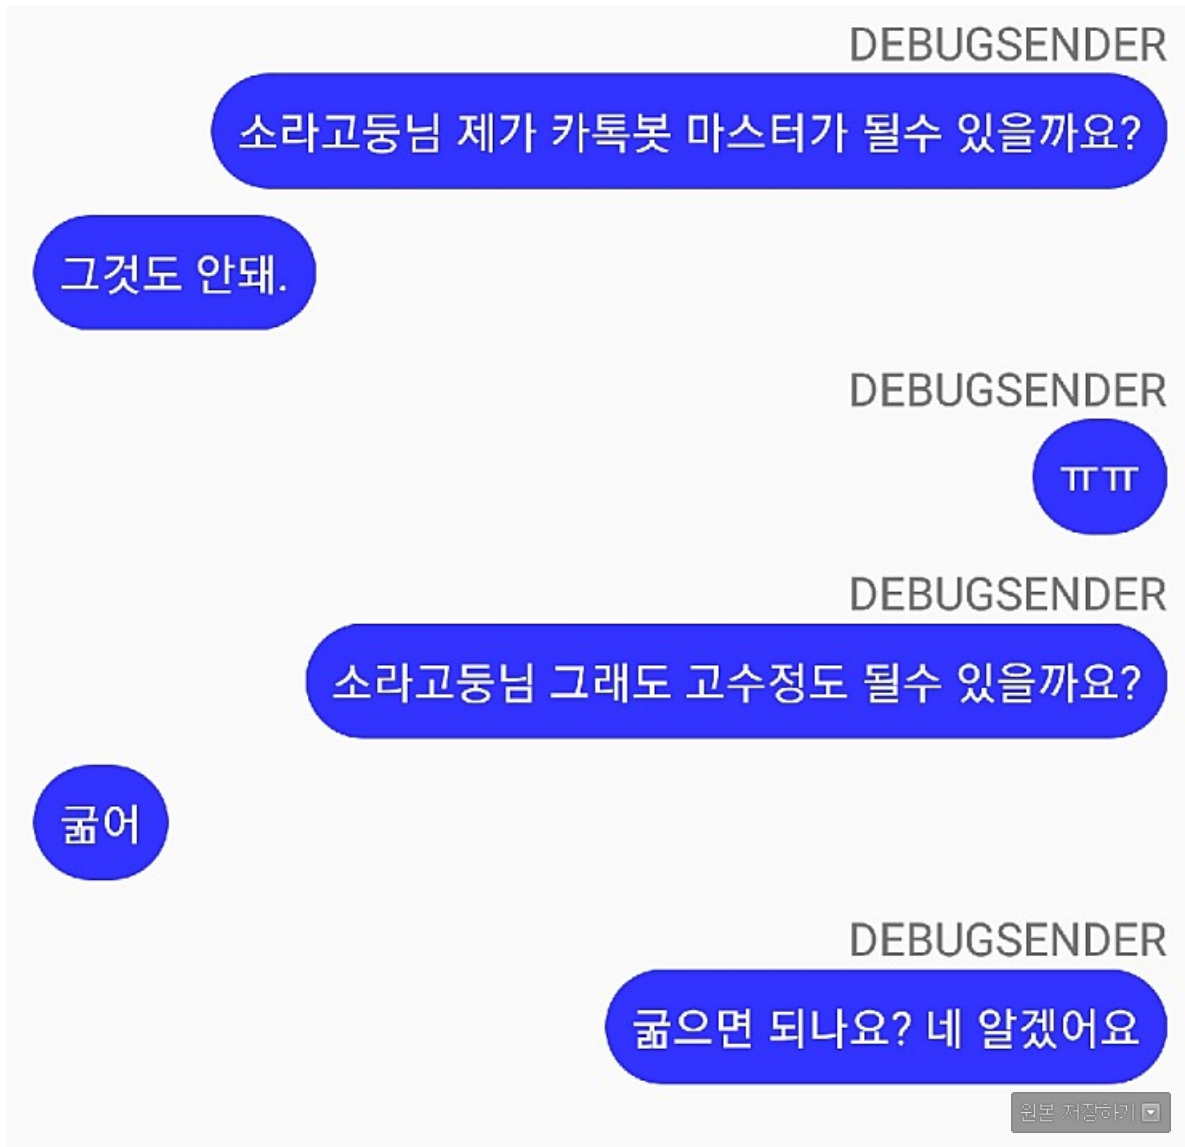 DEBUGSENDER
소라고둥님 제가 카톡봇 마스터가 될수 있을까요?
그것도 안돼.
DEBUGSENDER
ㅠㅠ
DEBUGSENDER
소라고둥님 그래도 고수정도 될수 있을까요?
굶어
DEBUGSENDER
굶으면 되나요? 네 알겠어요
원본 저장하기